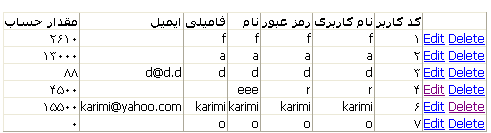 کد کاربر نام کاربری رمز عبور نام فامیلی ایمیل مقدار حساب
Edit Delete ۱ f f f f ۲۶۱۰
Edit Delete ۲ a a a a ۱۳۰۰۰
Edit Delete ۳ d d d d d@d.d ۸۸
Edit Delete ۴ r r eee ۴۵۰۰
Edit Delete ۶ karimi karimi karimi karimi karimi@yahoo.com ۱۵۵۰۰
Edit Delete ۷ o o o o ۰